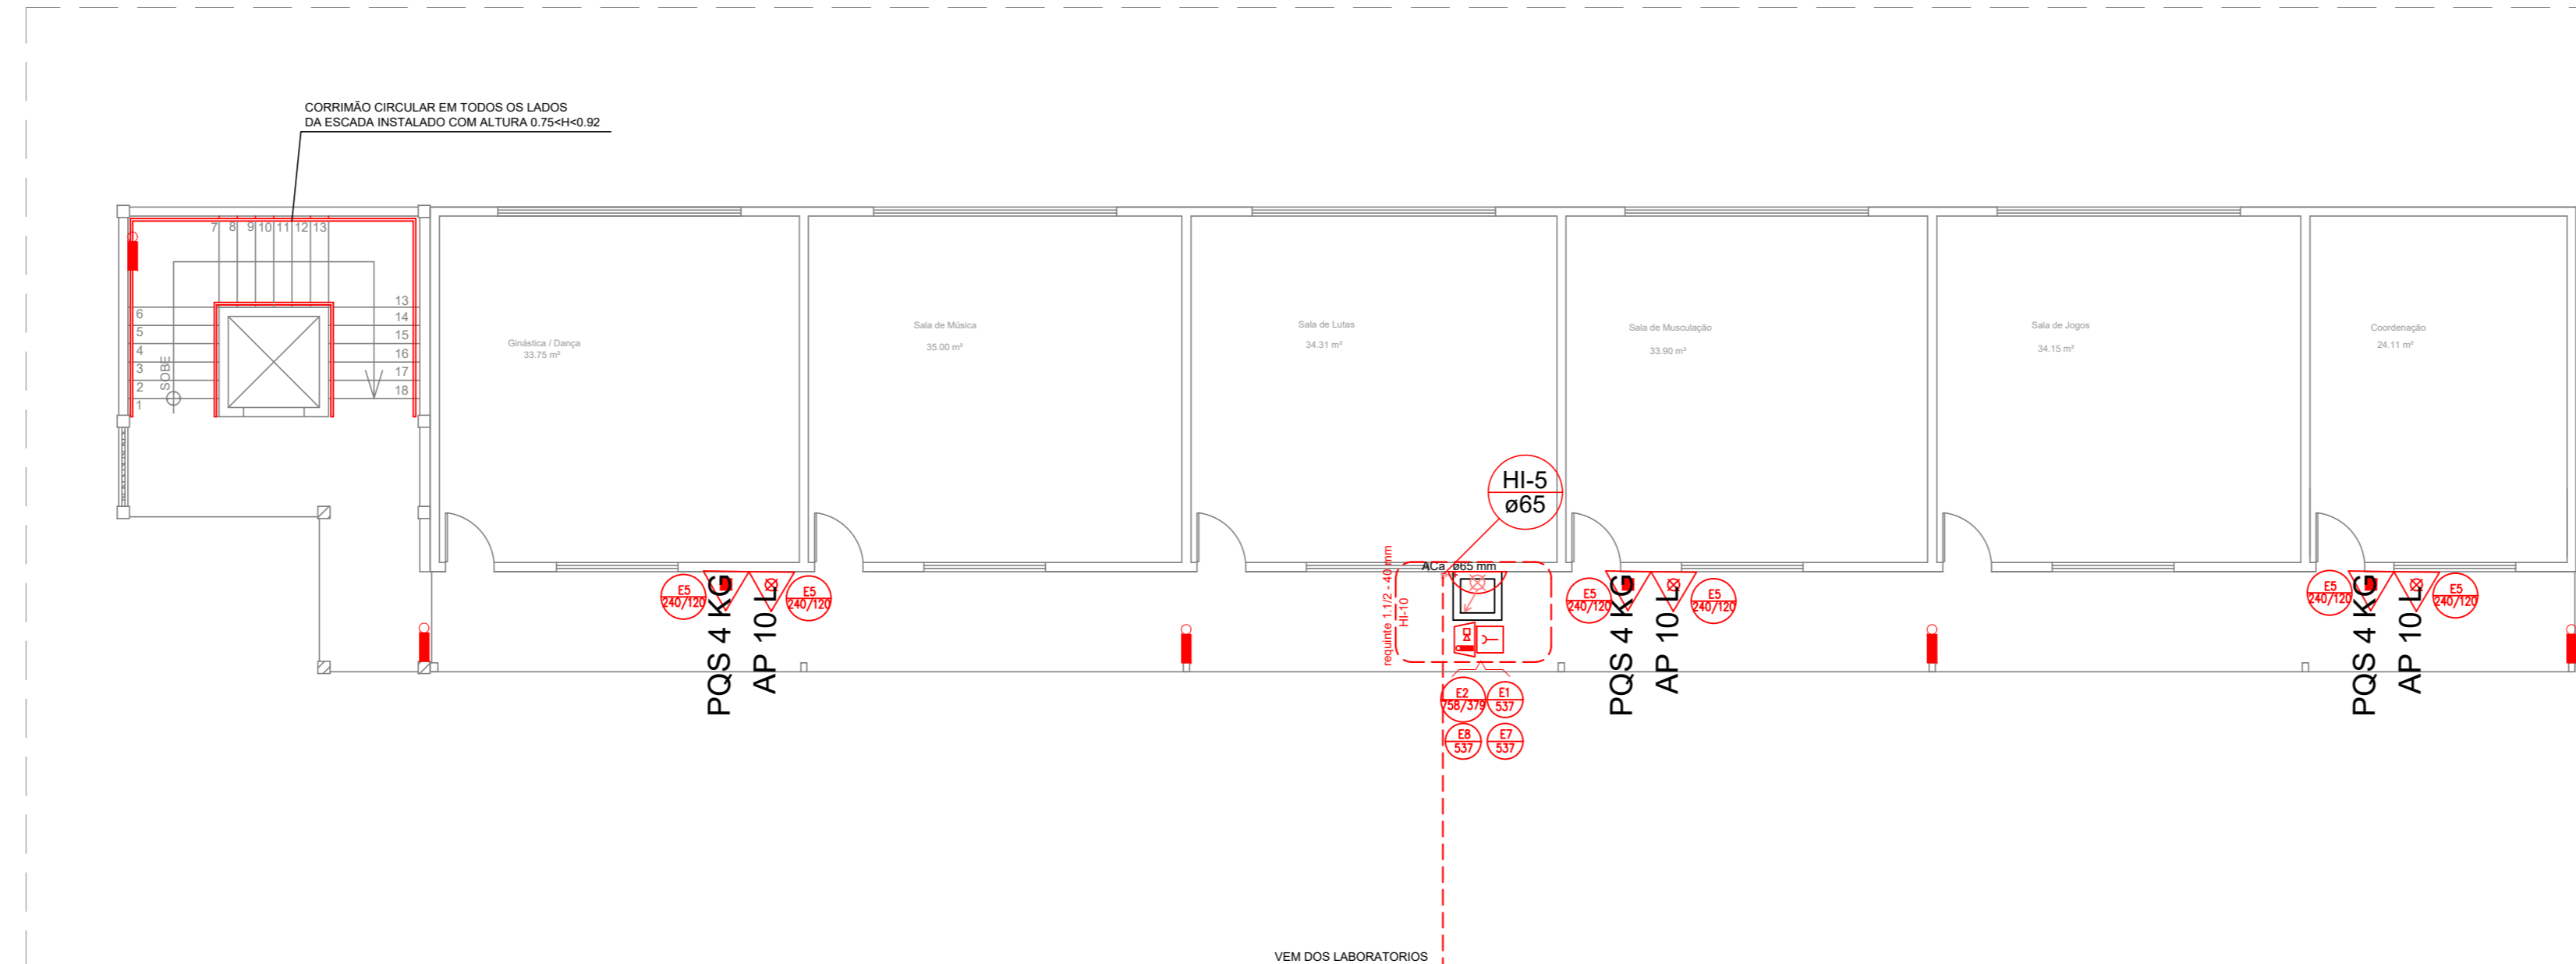 CORRIMÃO CIRCULAR EM TODOS OS LADOS
DA ESCADA INSTALADO COM ALTURA 0.75<H<0.92
7 8 9 10 11 12 13
6
5
4
3
2
1
SOBE
13
14
15
16
17
18
Ginástica / Dança
33.75 m²
Sala de Música
35.00 m²
Sala de Lutas
34.31 m²
Sala de Musculação
33.90 m²
Sala de Jogos
34.15 m²
Coordenação
24.11 m²
HI-5
ø65
ACa ø65 mm
requinte 1.1/2 - 40 mm
HI-10
E5
240/120
PQS 4 KG
AP 10 L
E5
240/120
E5
240/120
PQS 4 KG
AP 10 L
E5
240/120
E5
240/120
PQS 4 KG
AP 10 L
E5
240/120
E2
758/379
E1
537
E8
537
E7
537
VEM DOS LABORATORIOS